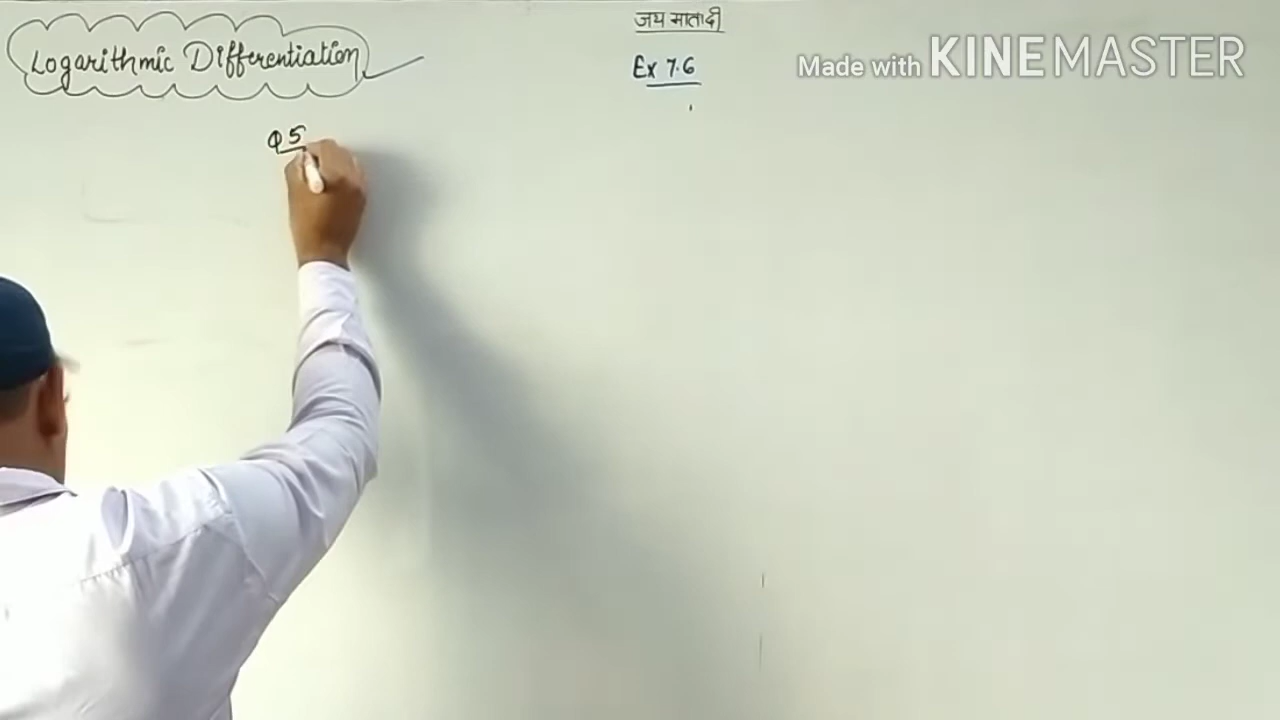 जय माता दी
Logarithmic Differentiation
Ex 7.6
Made with KINEMASTER
Q 5